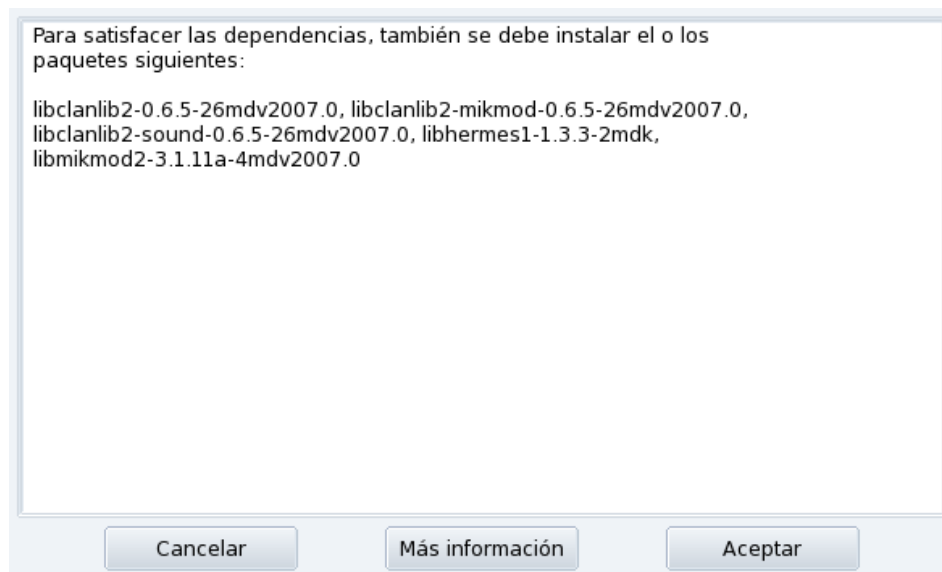 Para satisfacer las dependencias, también se debe instalar el o los
paquetes siguientes:
libclanlib2-0.6.5-26mdv2007.0, libclanlib2-mikmod-0.6.5-26mdv2007.0,
libclanlib2-sound-0.6.5-26mdv2007.0, libhermes1-1.3.3-2mdk,
libmikmod2-3.1.11a-4mdv2007.0
Cancelar
Más información
Aceptar